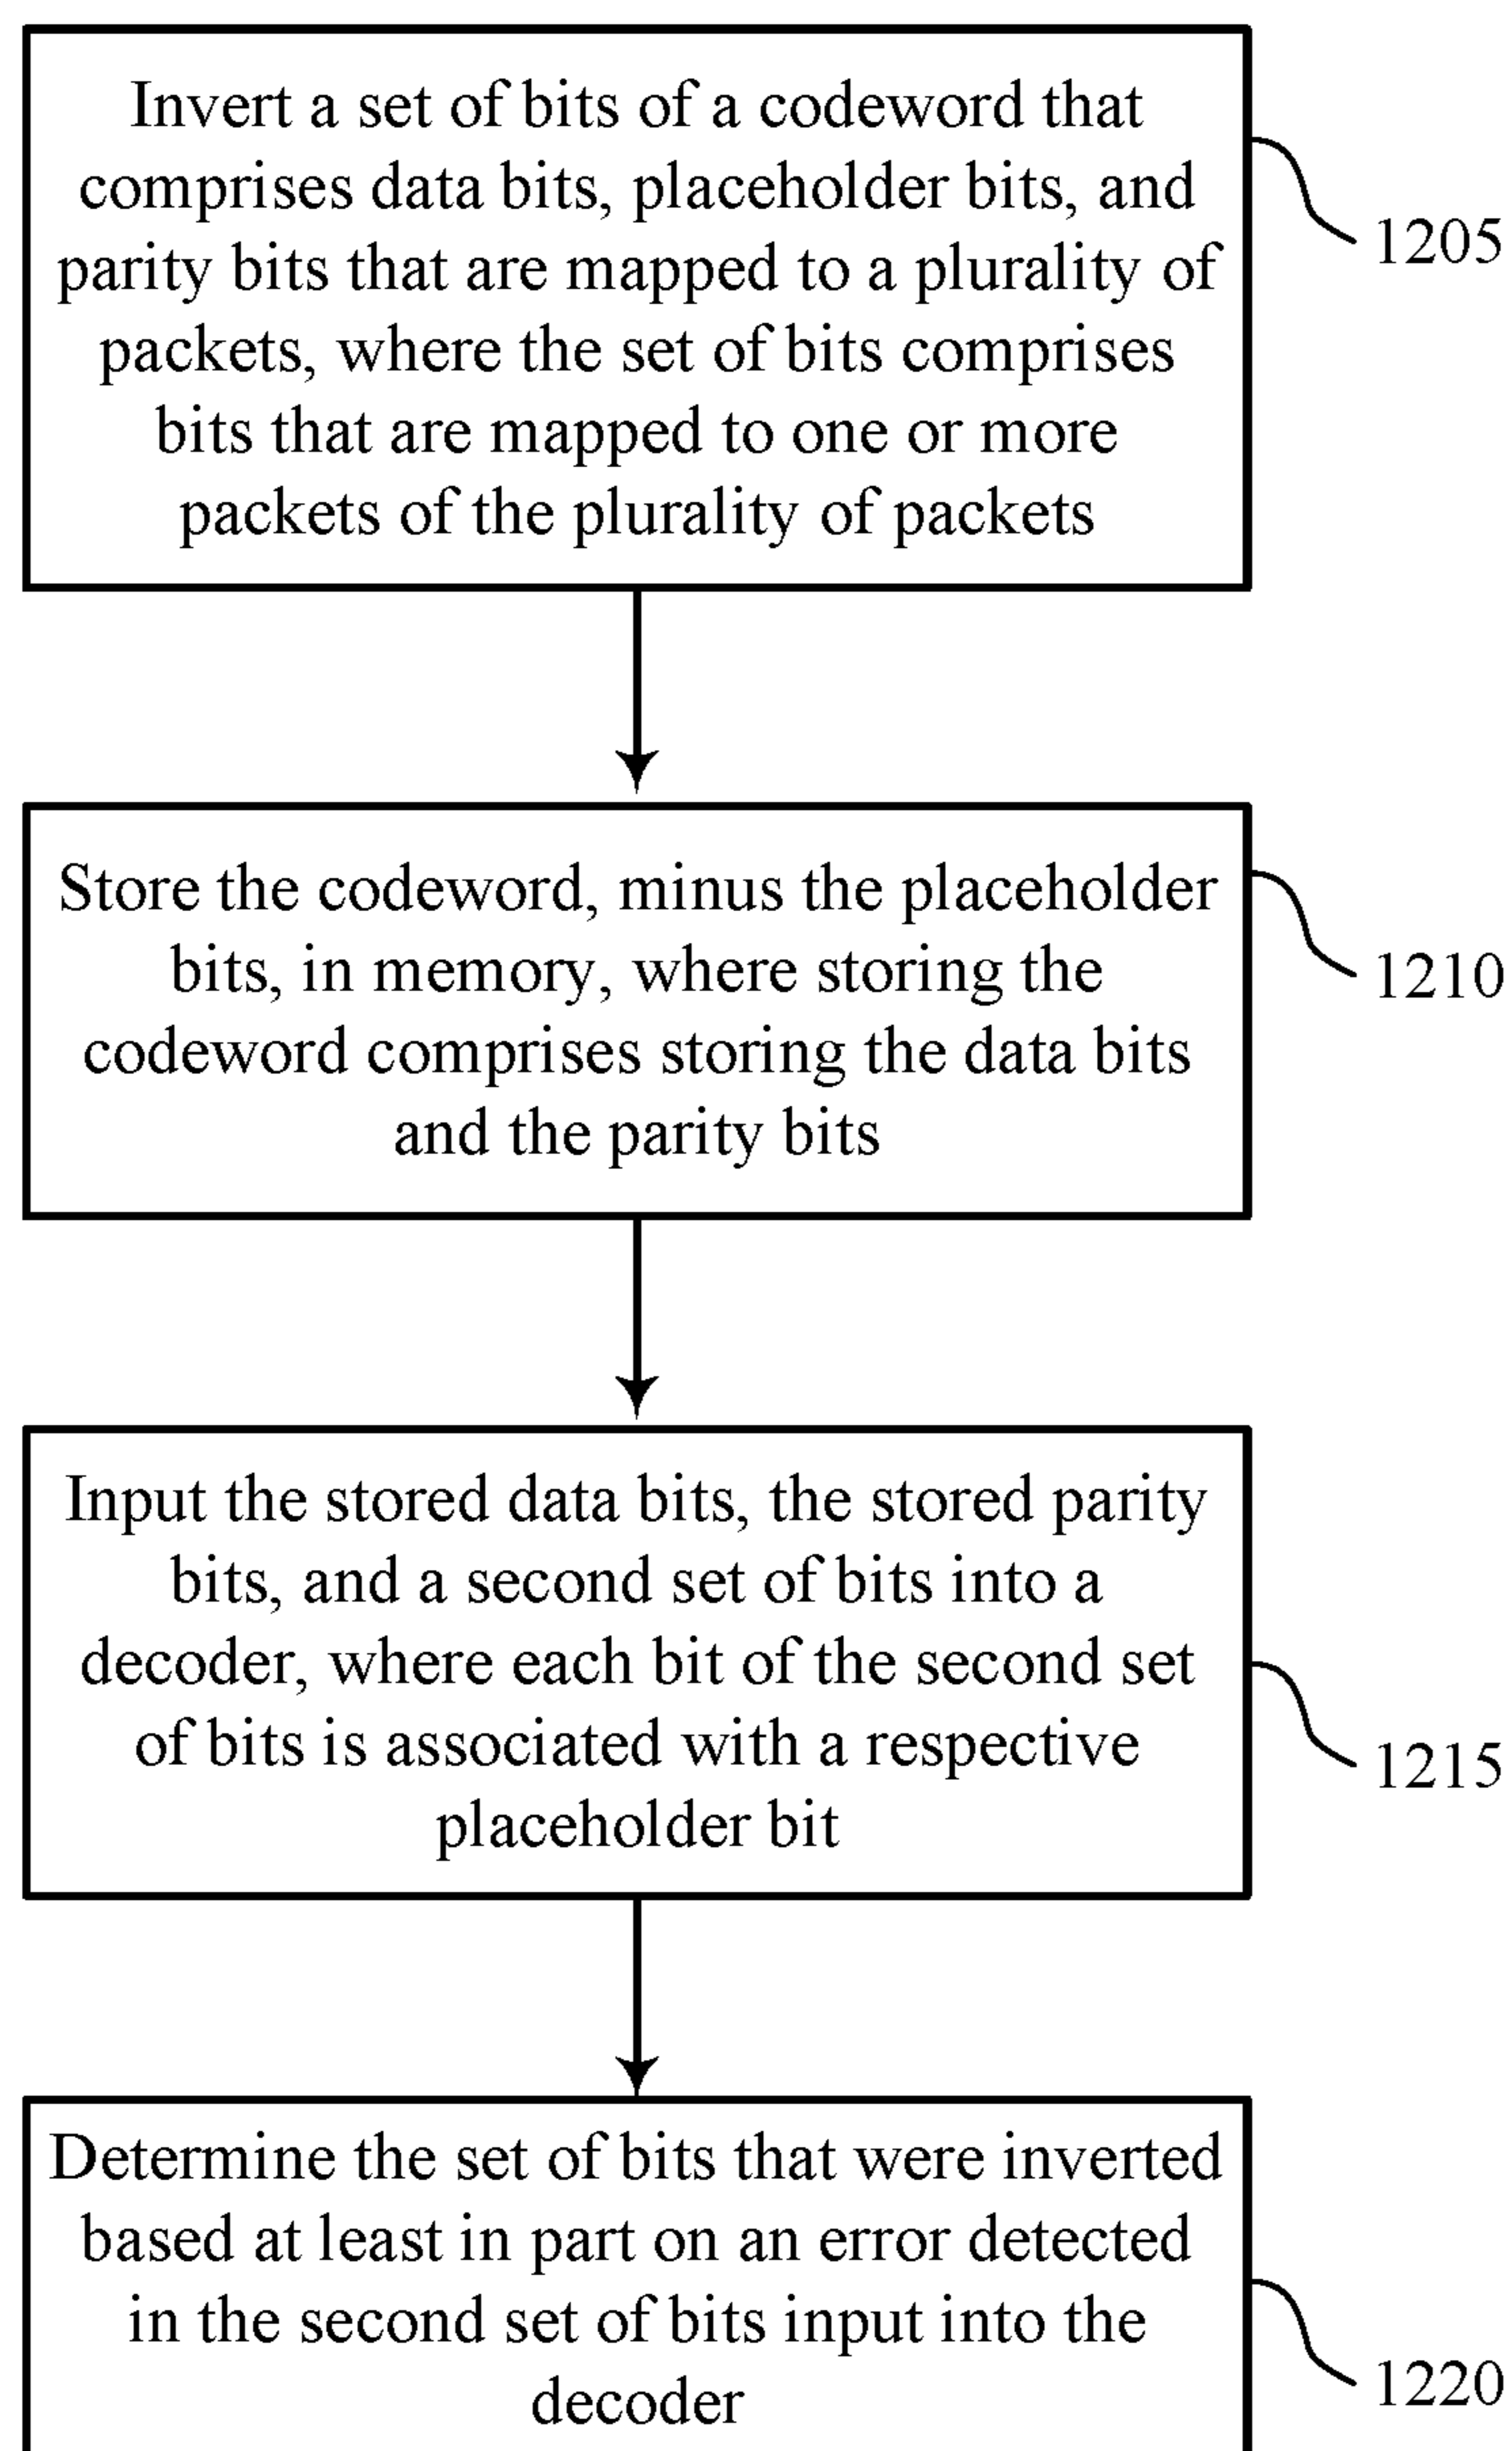 Invert a set of bits of a codeword that
comprises data bits, placeholder bits, and
parity bits that are mapped to a plurality of
packets, where the set of bits comprises
bits that are mapped to one or more
packets of the plurality of packets
1205
Store the codeword, minus the placeholder
bits, in memory, where storing the
codeword comprises storing the data bits
and the parity bits
1210
Input the stored data bits, the stored parity
bits, and a second set of bits into a
decoder, where each bit of the second set
of bits is associated with a respective
placeholder bit
1215
Determine the set of bits that were inverted
based at least in part on an error detected
in the second set of bits input into the
decoder
1220